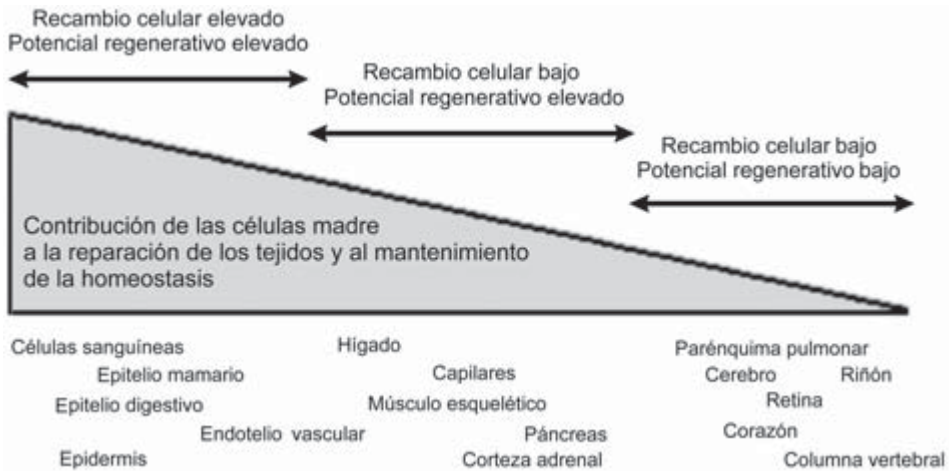 Recambio celular elevado
Potencial regenerativo elevado
Recambio celular bajo
Potencial regenerativo elevado
Recambio celular bajo
Potencial regenerativo bajo
Contribución de las células madre
a la reparación de los tejidos y al mantenimiento
de la homeostasis
Células sanguíneas
Hígado
Parénquima pulmonar
Epitelio mamario
Capilares
Cerebro
Riñón
Epitelio digestivo
Músculo esquelético
Retina
Endotelio vascular
Páncreas
Corazón
Epidermis
Corteza adrenal
Columna vertebral